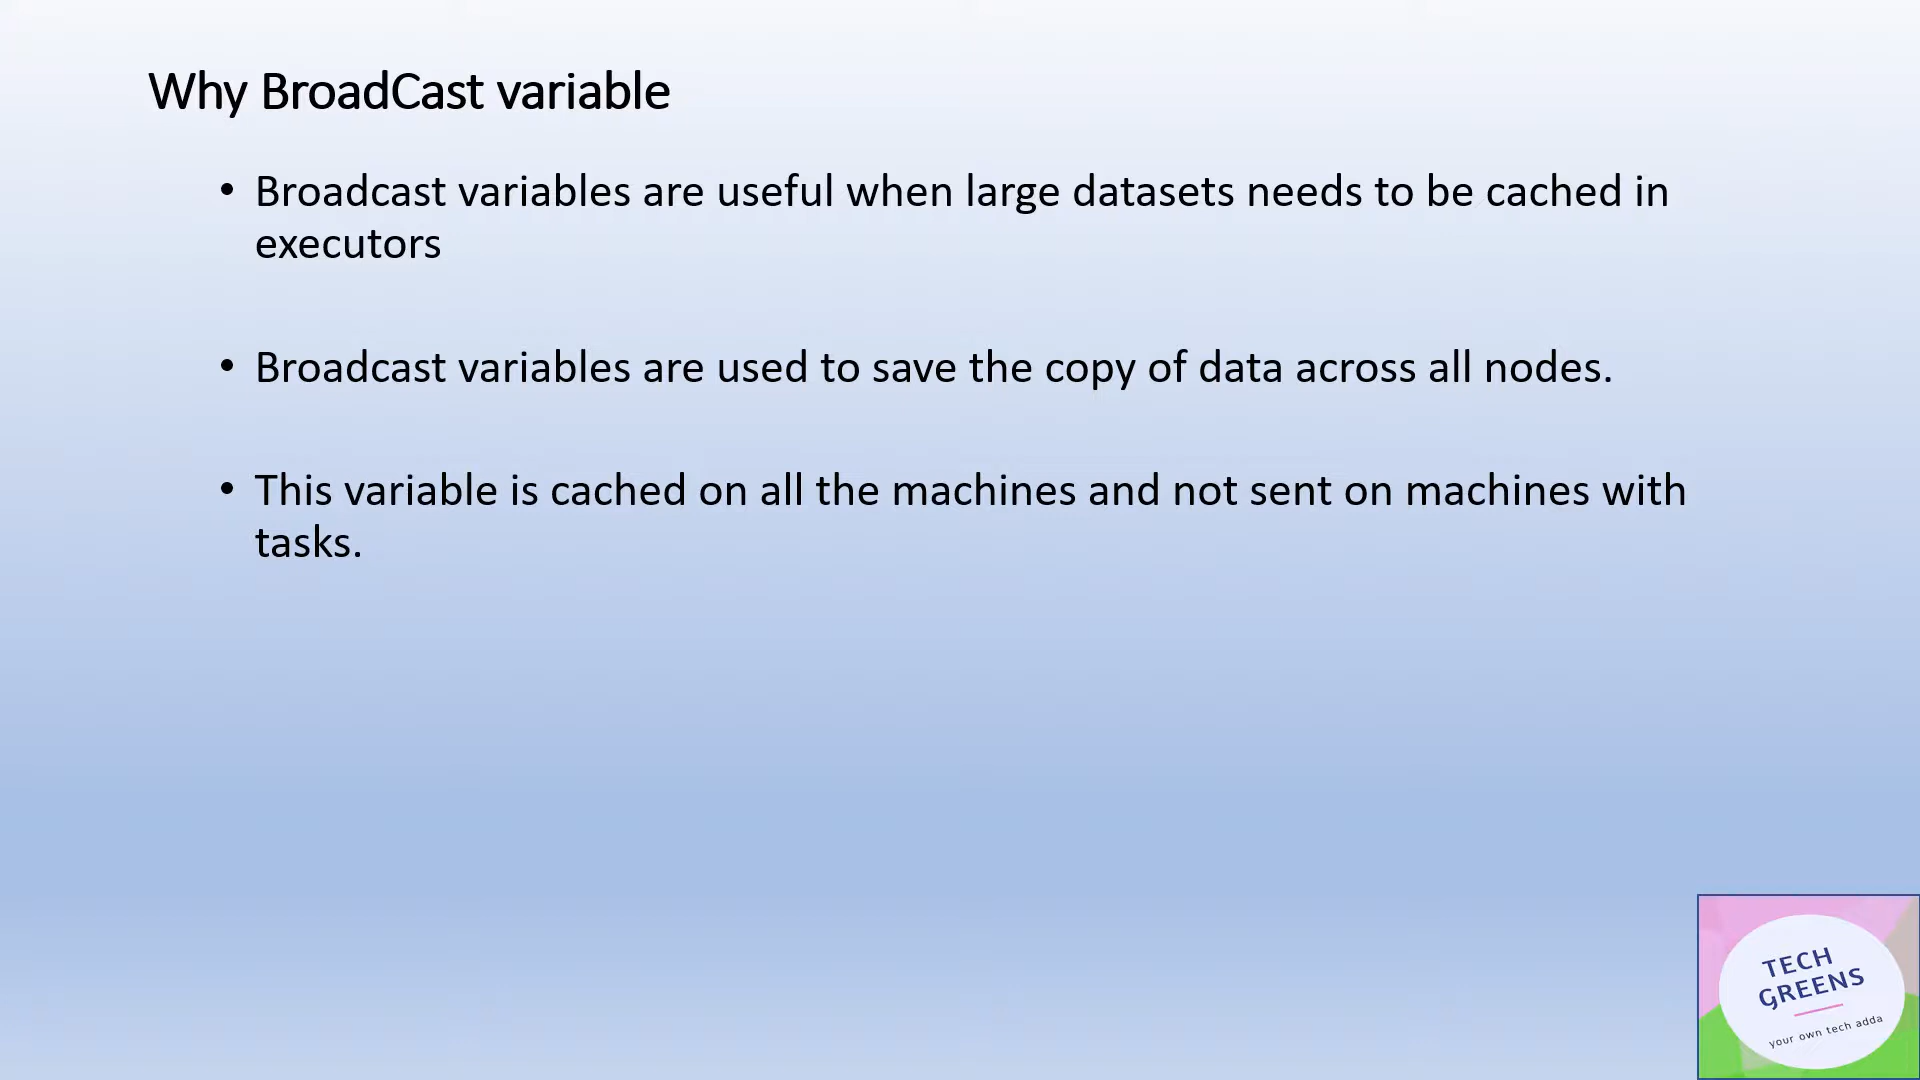 Why BroadCast variable
• Broadcast variables are useful when large datasets needs to be cached in
executors
• Broadcast variables are used to save the copy of data across all nodes.
• This variable is cached on all the machines and not sent on machines with
tasks.
TECH
GREENS
your own tech adda